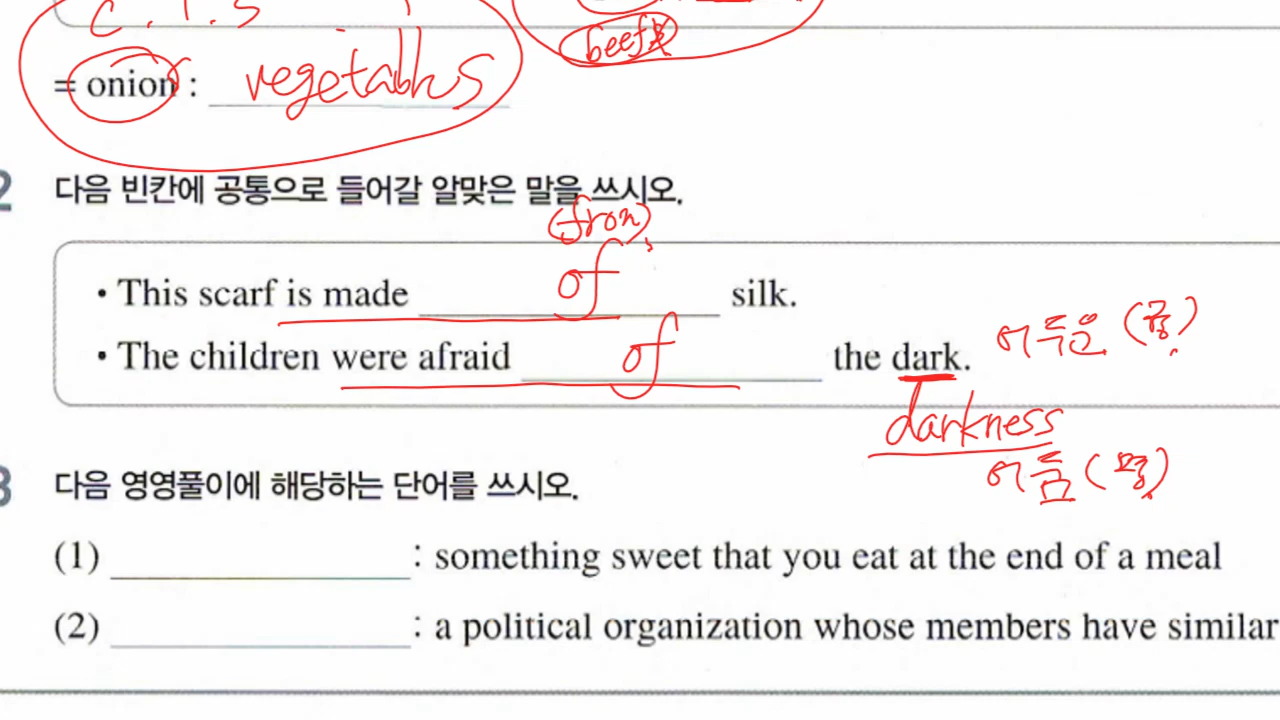 beef
= onion : vegetables
2 다음 빈칸에 공통으로 들어갈 알맞은 말을 쓰시오.
(from)
• This scarf is made of silk.
• The children were afraid of the dark. 어두운 (형)
darkness
어둠 (명)
3 다음 영영풀이에 해당하는 단어를 쓰시오.
(1) : something sweet that you eat at the end of a meal
(2) : a political organization whose members have similar